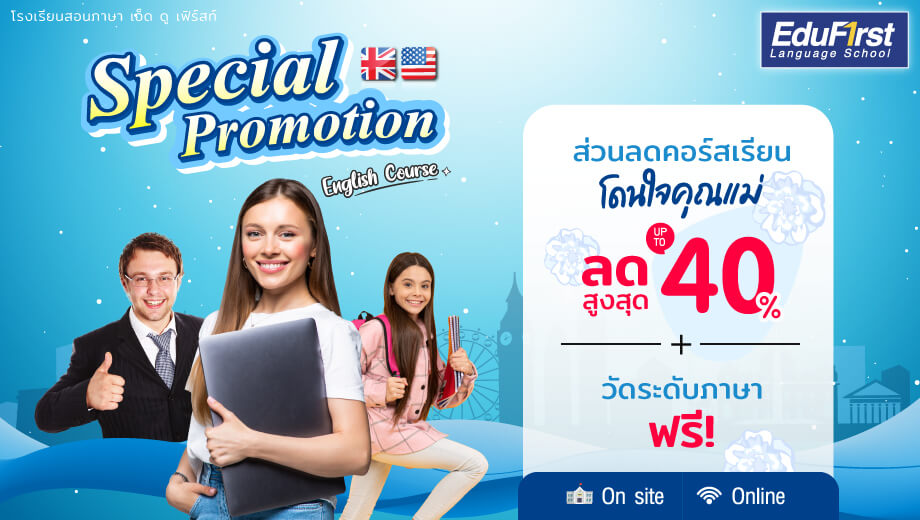 โรงเรียนสอนภาษา เอ็ด ดู เฟิร์สท์
EduF1rst
Language School
Special
Promotion
English Course
ส่วนลดคอร์สเรียน
โดนใจคุณแม่
ลด
สูงสุด
UP
TO
40%
+
วัดระดับภาษา
ฟรี!
On site
Online